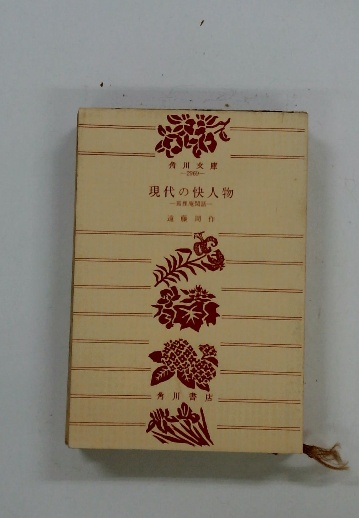 角川文庫
—2969—
現代の快人物
—狐狸庵閑話—
遠藤周作
角川書店